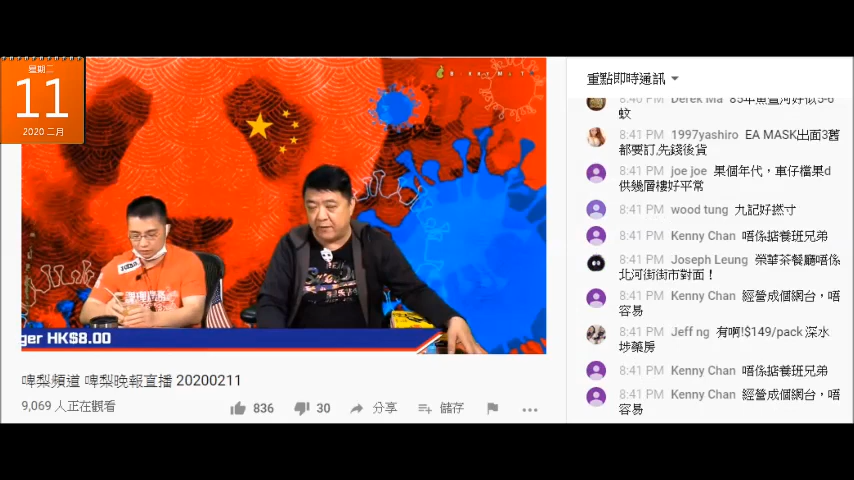 星期二
11
2020 二月
ger HK$8.00
啤梨頻道 啤梨晚報直播 20200211
9,069 人正在觀看
836
30
分享
儲存
重點即時通訊
8:40 PM Derek Ma 85年魚蛋河好似5-6
蚊
8:41 PM 1997yashiro EA MASK出面3舊
都要訂,先錢後貨
8:41 PM joe joe 果個年代，車仔檔果d
供幾層樓好平常
8:41 PM wood tung 九記好撚寸
8:41 PM Kenny Chan 唔係掂養班兄弟
8:41 PM Joseph Leung 榮華茶餐廳唔係
北河街街市對面！
8:41 PM Kenny Chan 經營成個網台，唔
容易
8:41 PM Jeff ng 有啊!$149/pack 深水
埗藥房
8:41 PM Kenny Chan 唔係掂養班兄弟
8:41 PM Kenny Chan 經營成個網台，唔
容易